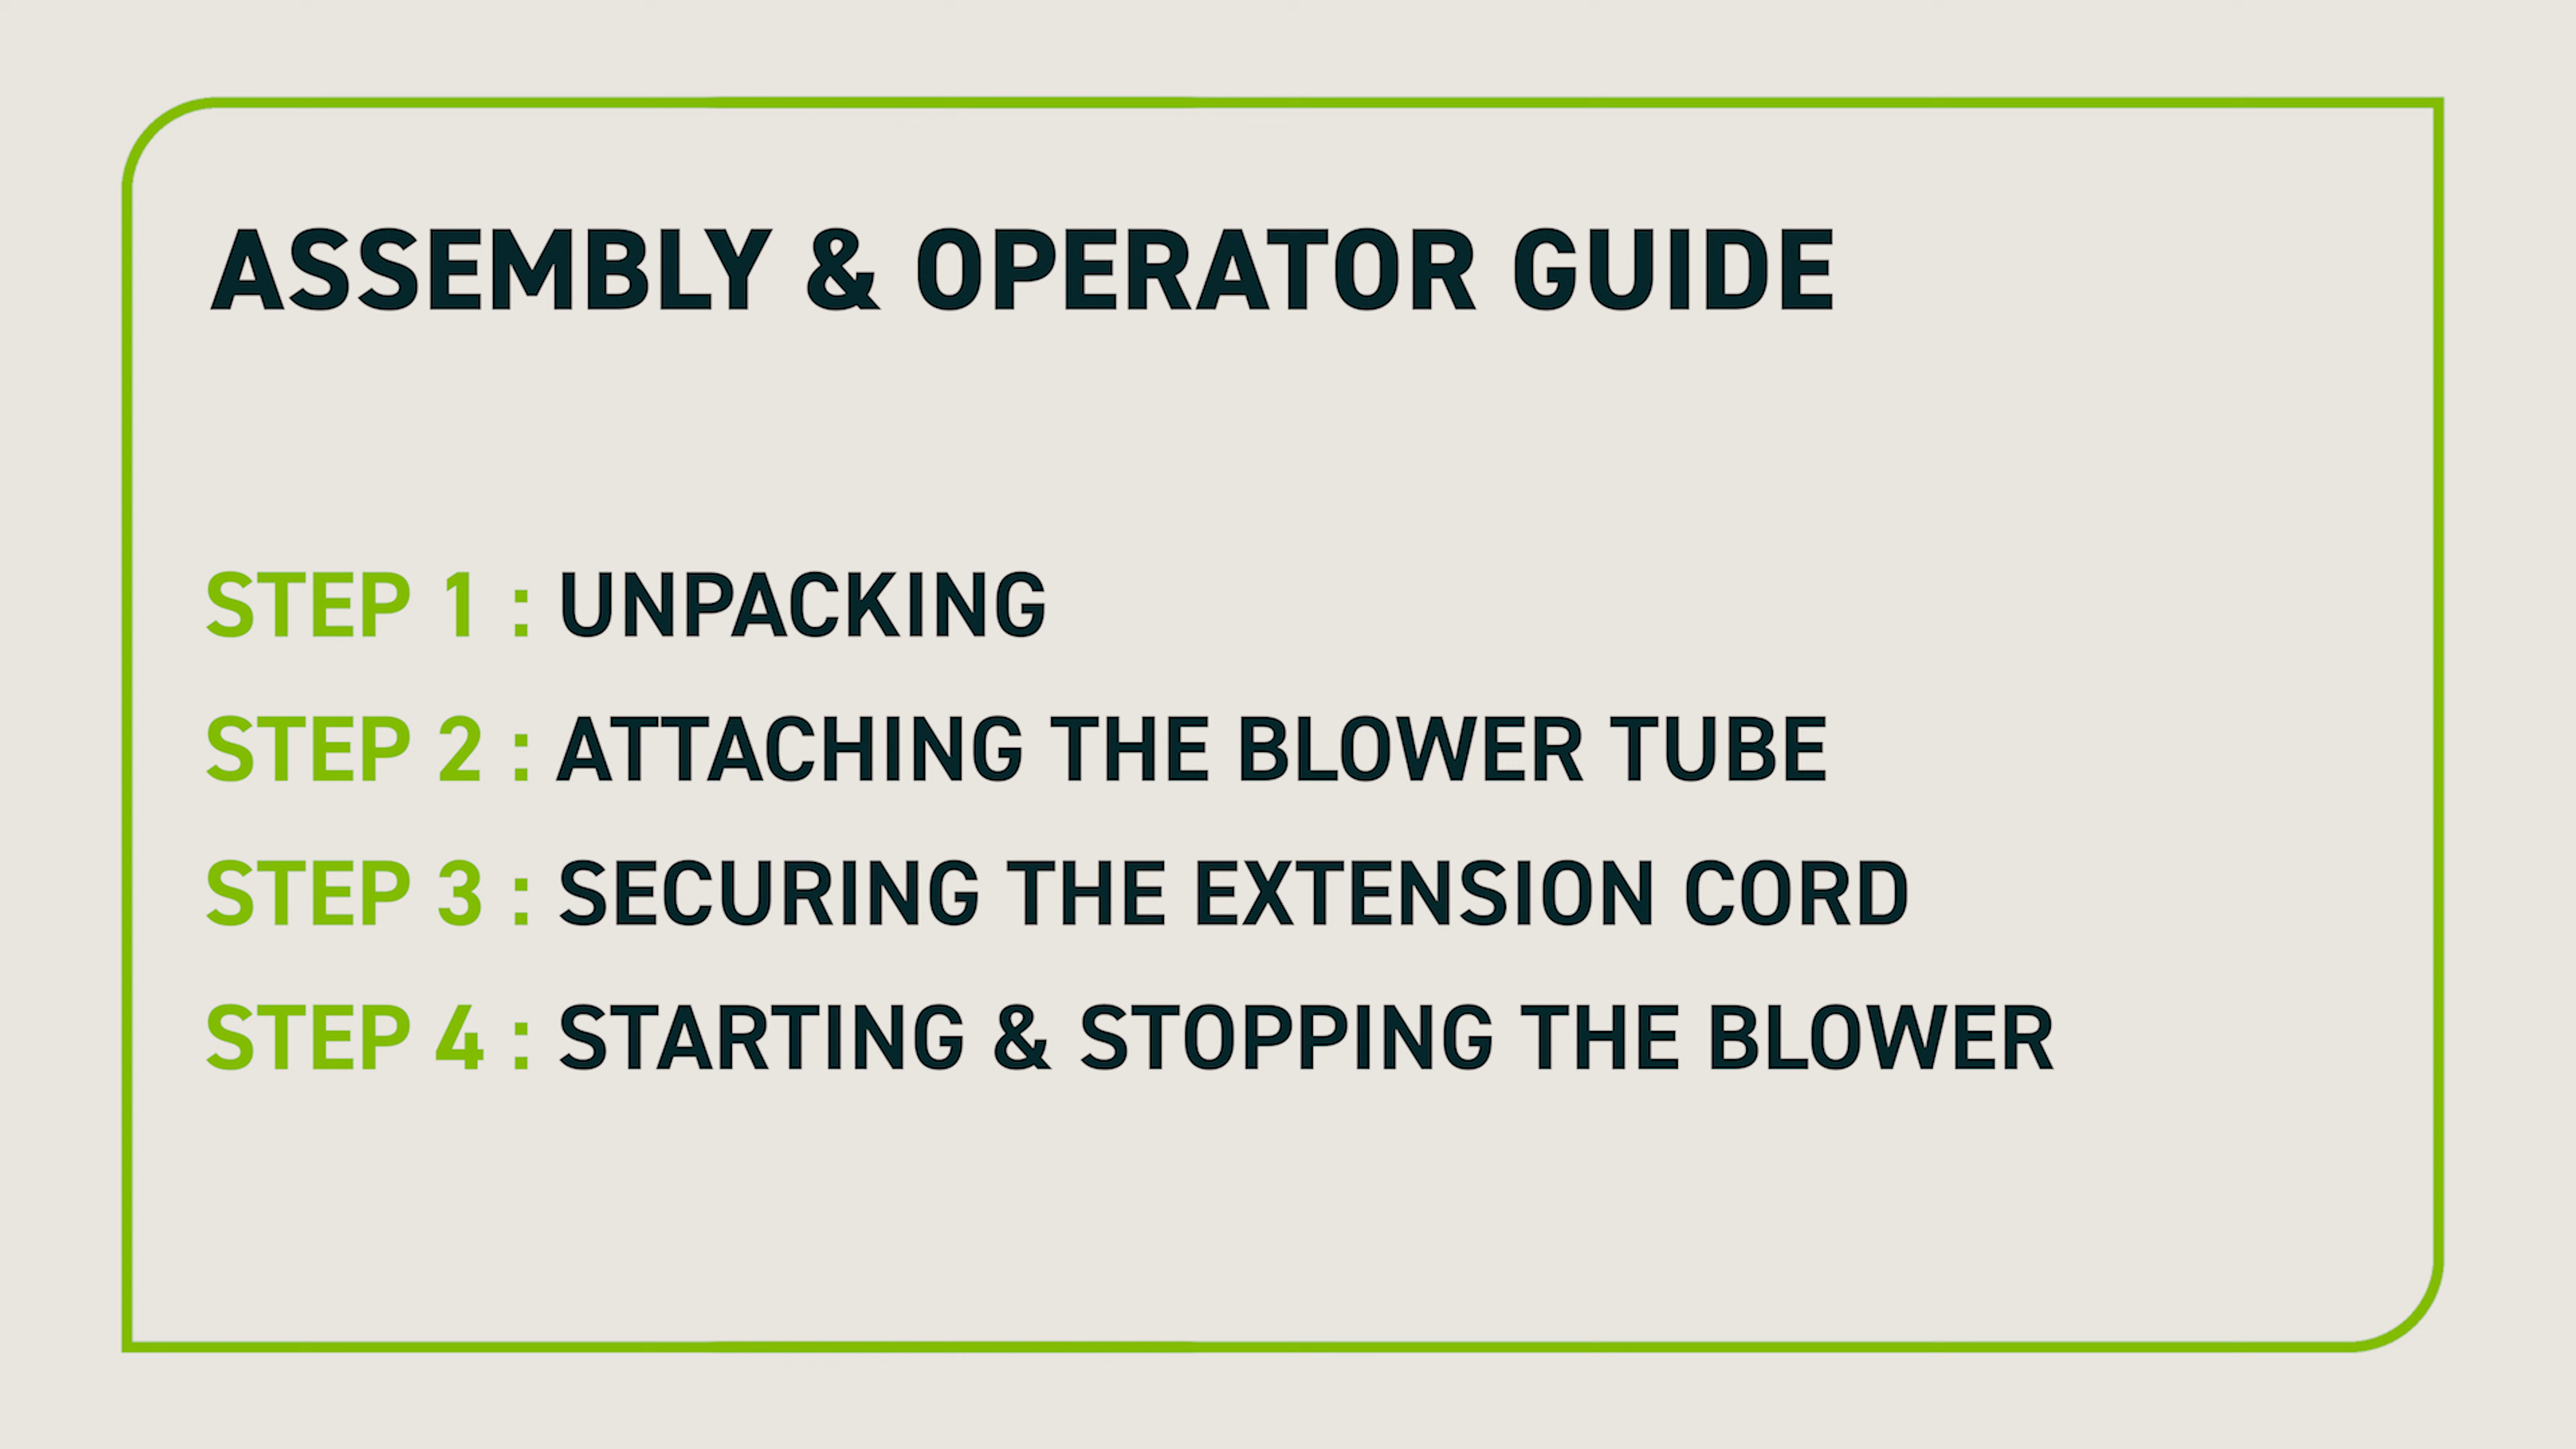 ASSEMBLY & OPERATOR GUIDE
STEP 1 : UNPACKING
STEP 2 : ATTACHING THE BLOWER TUBE
STEP 3 : SECURING THE EXTENSION CORD
STEP 4 : STARTING & STOPPING THE BLOWER